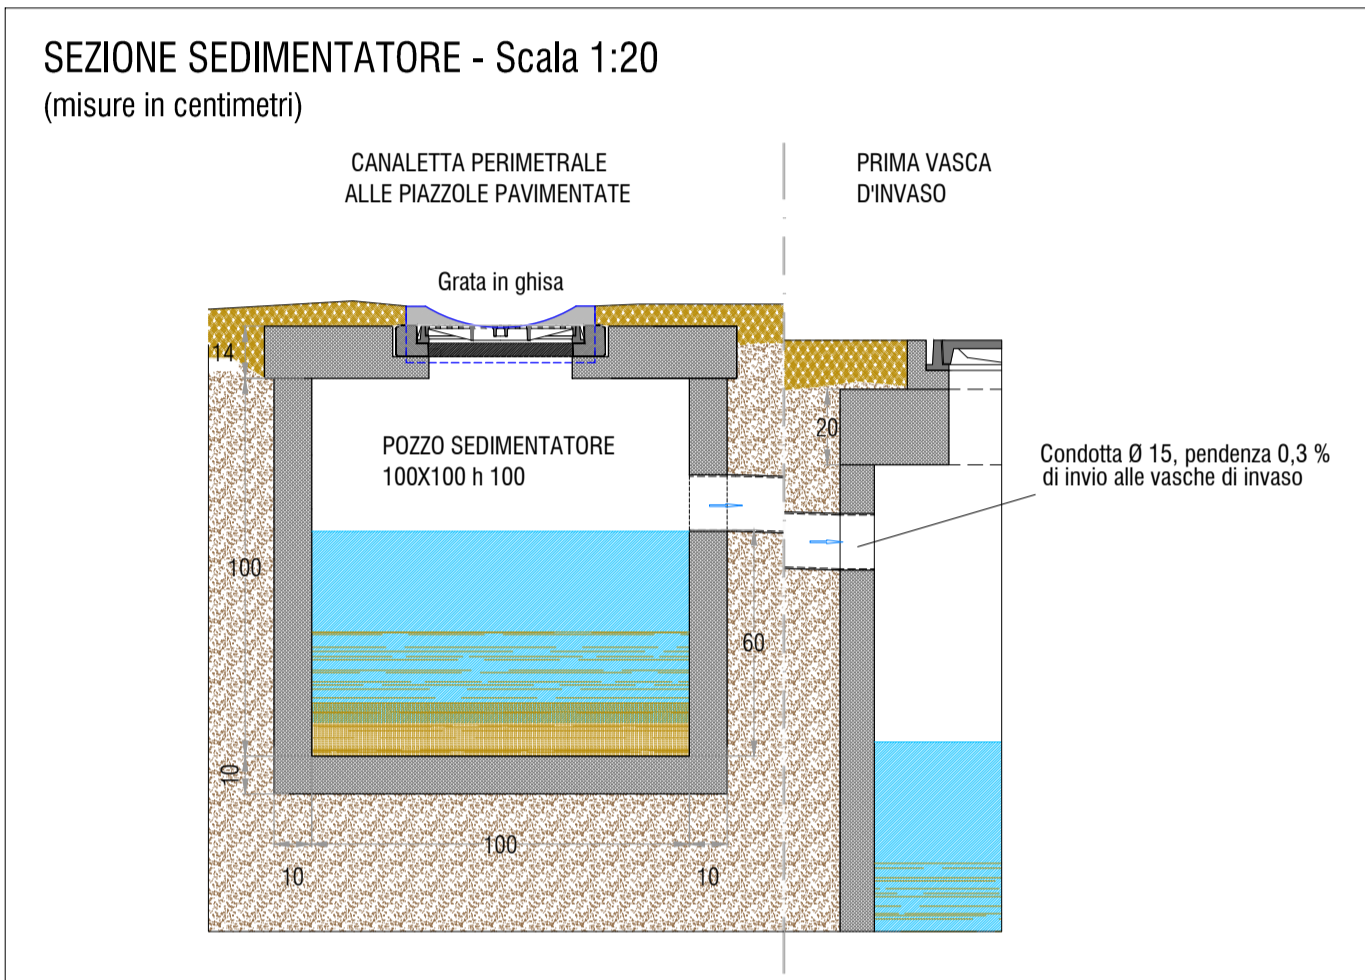 SEZIONE SEDIMENTATORE - Scala 1:20
(misure in centimetri)
CANALETTA PERIMETRALE
ALLE PIAZZOLE PAVIMENTATE
PRIMA VASCA
D'INVASO
Grata in ghisa
14
POZZO SEDIMENTATORE
100X100 h 100
20
Condotta Ø 15, pendenza 0,3 %
di invio alle vasche di invaso
100
60
10
100
10
10